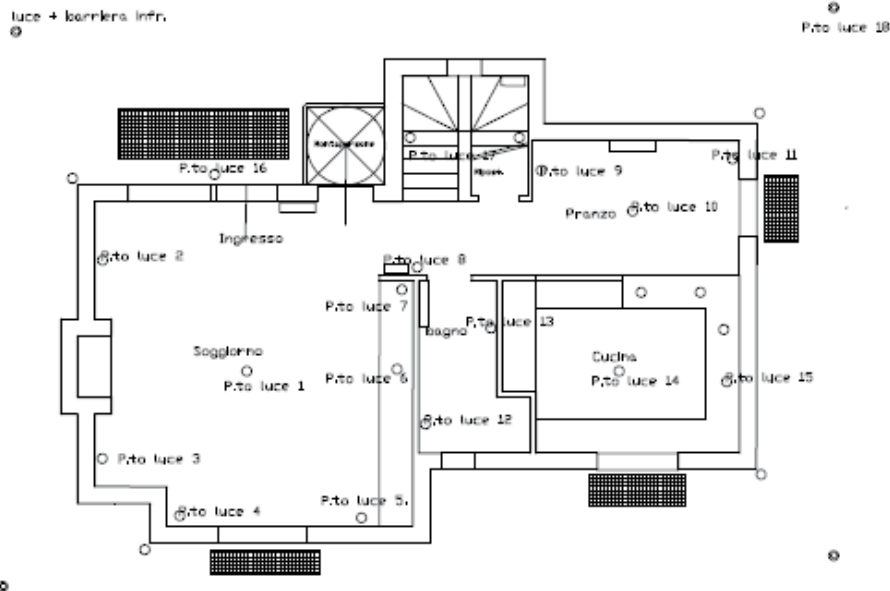 luce + barriera infr.
P.to luce 18
P.to luce 17
P.to luce 9
P.to luce 11
P.to luce 16
Ripost.
Pranzo
P.to luce 10
Ingresso
P.to luce 2
P.to luce 8
P.to luce 7
P.to luce 13
bagno
Soggiorno
Cucina
P.to luce 1
P.to luce 6
P.to luce 14
P.to luce 15
P.to luce 12
P.to luce 3
P.to luce 4
P.to luce 5.